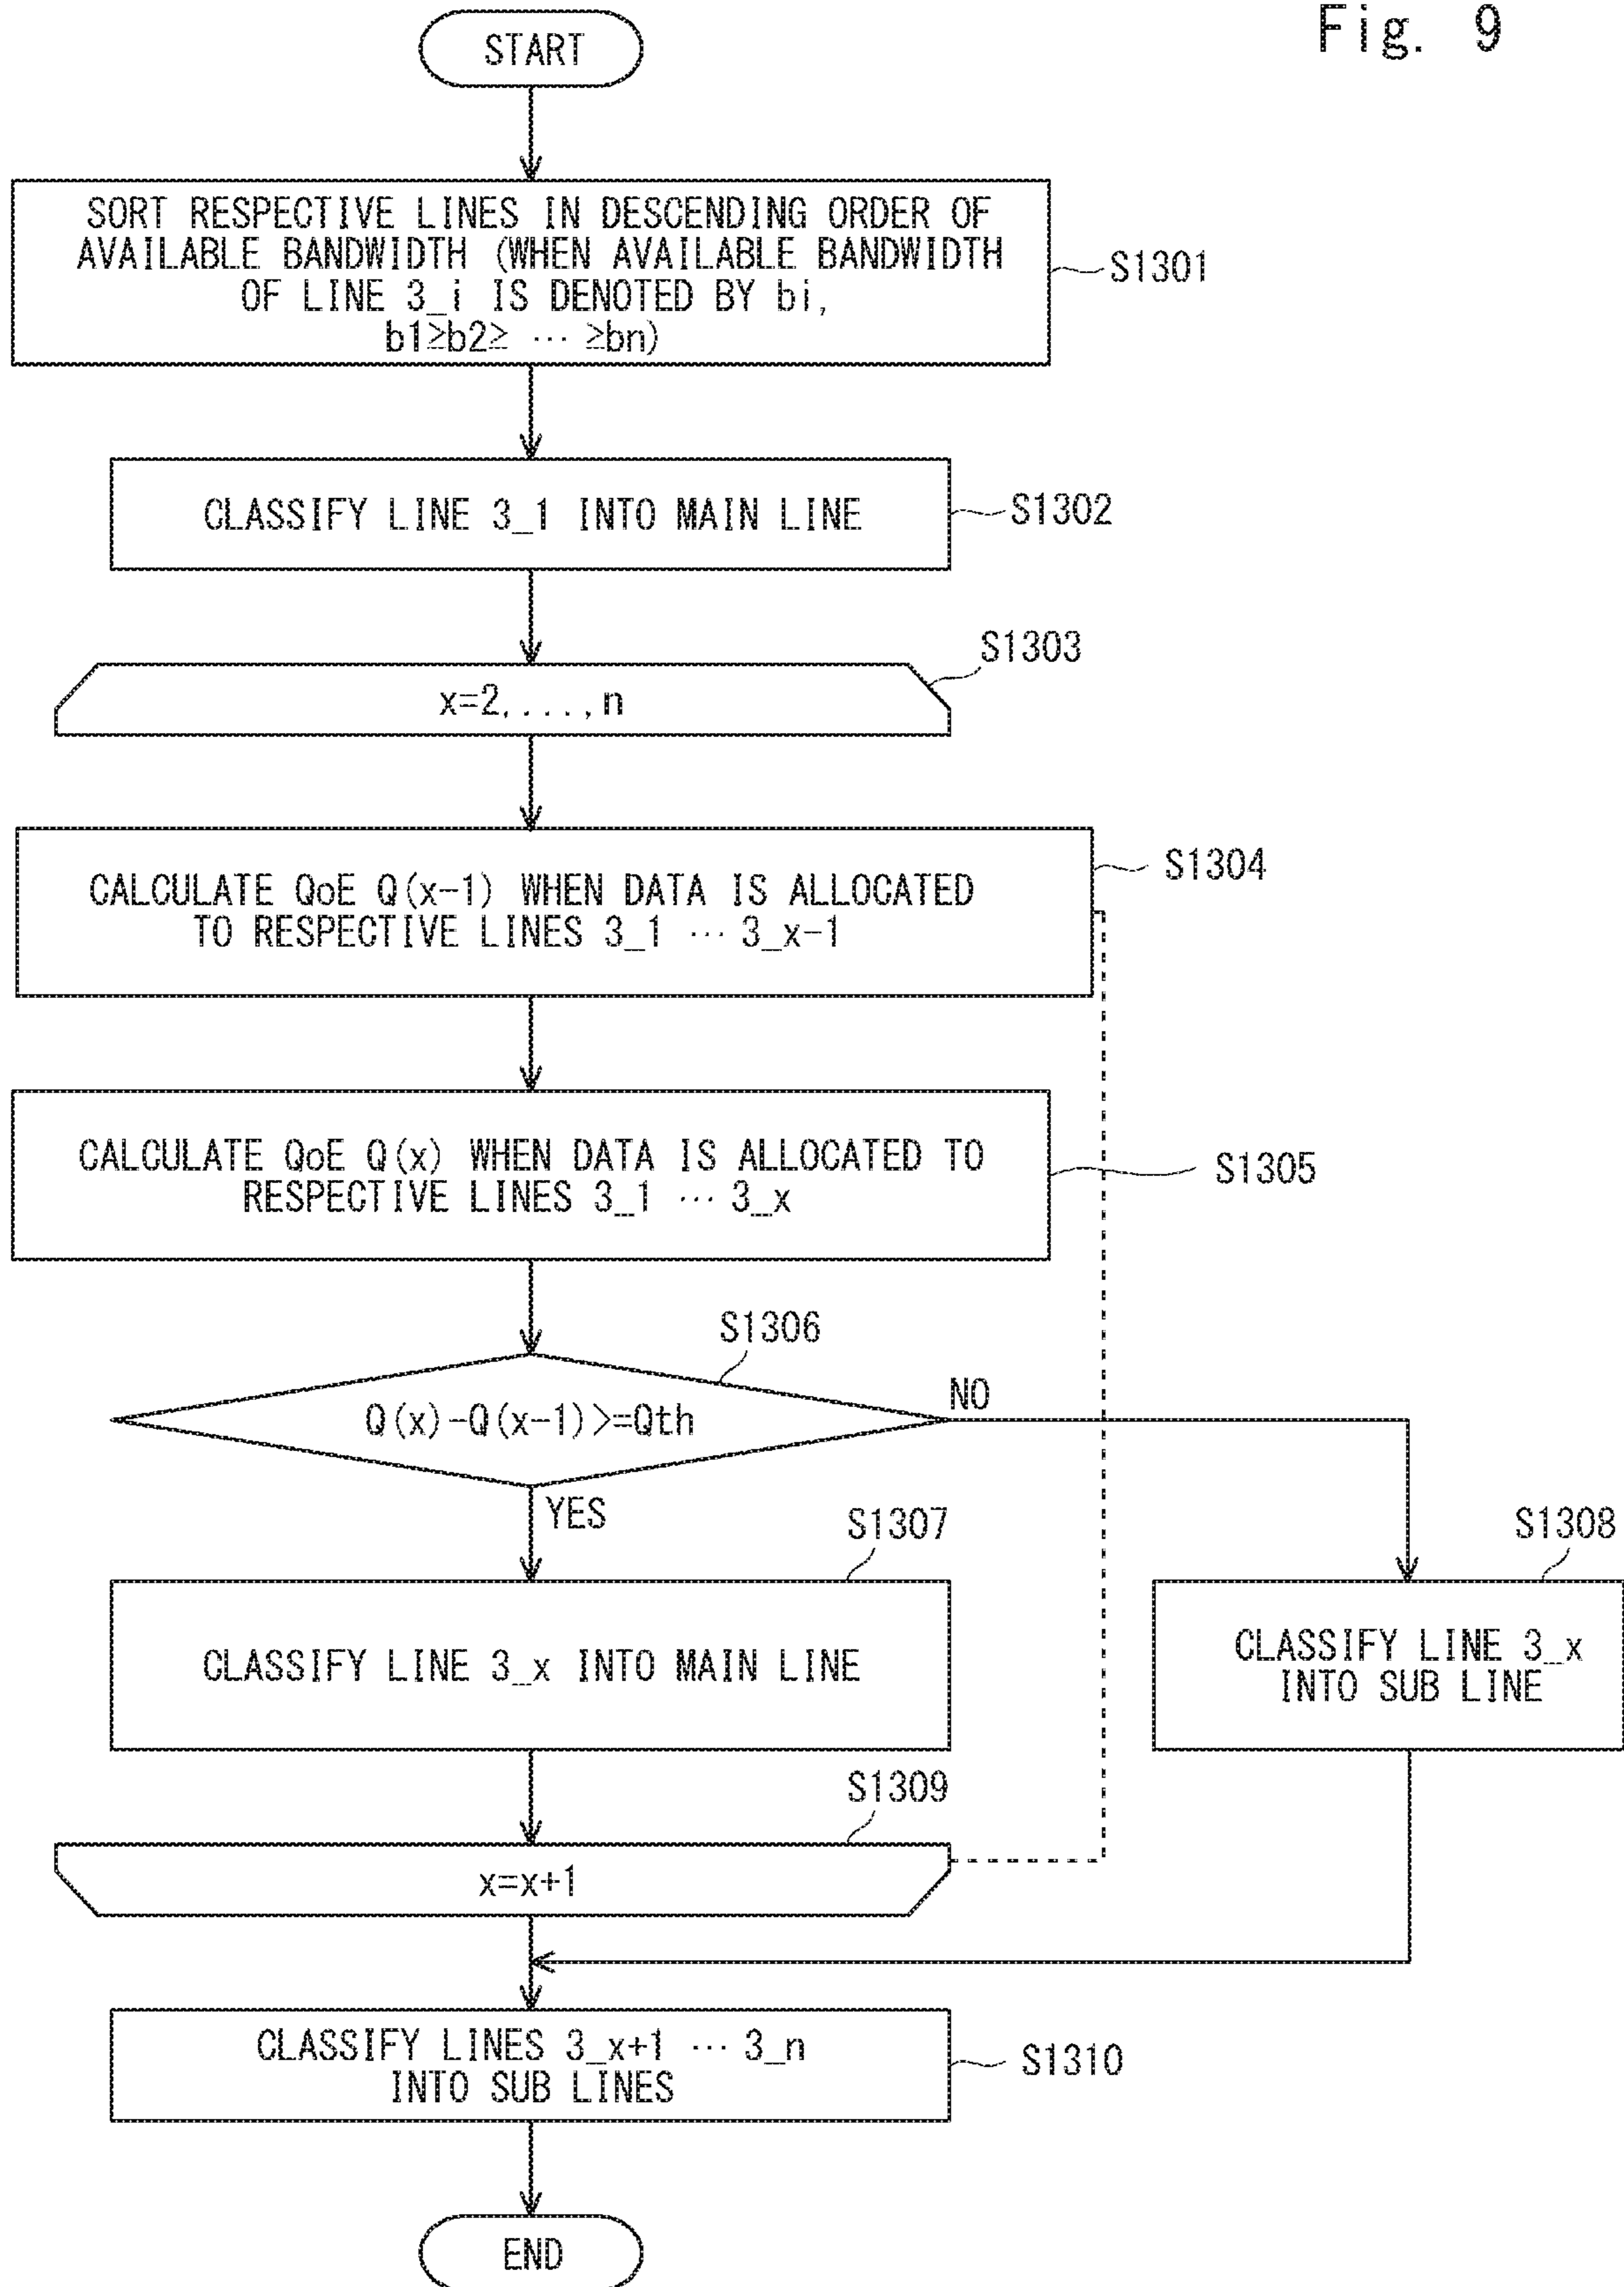 Fig. 9
START
SORT RESPECTIVE LINES IN DESCENDING ORDER OF
AVAILABLE BANDWIDTH (WHEN AVAILABLE BANDWIDTH
OF LINE 3_i IS DENOTED BY bi,
b1≥b2≥ ··· ≥bn)
S1301
CLASSIFY LINE 3_1 INTO MAIN LINE
S1302
S1303
x=2,...,n
CALCULATE QoE Q(x-1) WHEN DATA IS ALLOCATED
TO RESPECTIVE LINES 3_1 ··· 3_x-1
S1304
CALCULATE QoE Q(x) WHEN DATA IS ALLOCATED TO
RESPECTIVE LINES 3_1 ··· 3_x
S1305
S1306
Q(x)-Q(x-1)>=Qth
NO
YES
S1307
S1308
CLASSIFY LINE 3_x INTO MAIN LINE
CLASSIFY LINE 3_x
INTO SUB LINE
S1309
x=x+1
CLASSIFY LINES 3_x+1 ··· 3_n
INTO SUB LINES
S1310
END